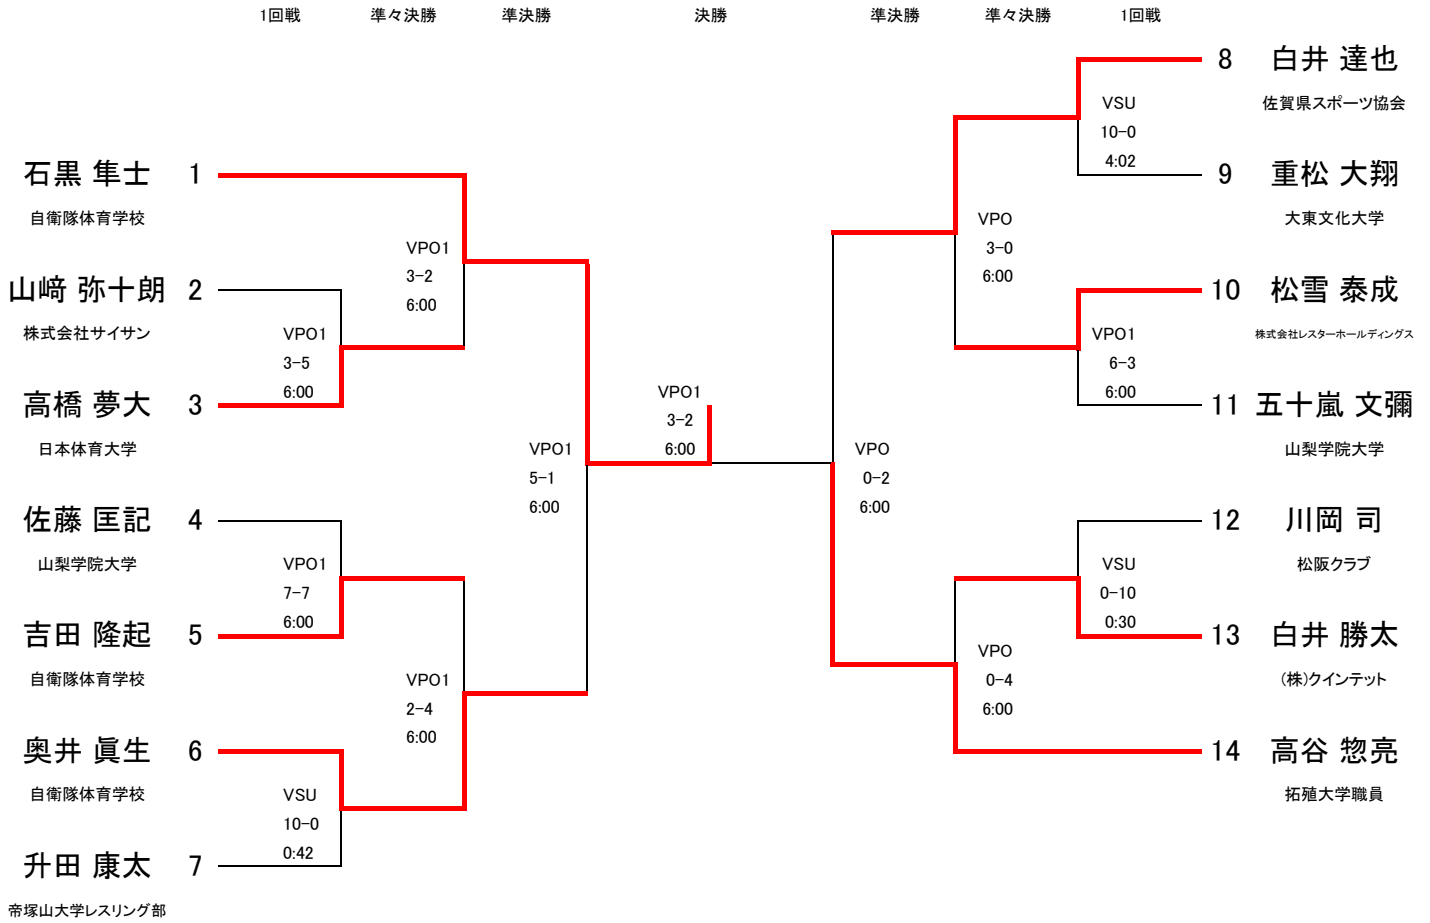 1回戦 準々決勝 準決勝 決勝 準決勝 準々決勝 1回戦
石黒 隼士 1
自衛隊体育学校
山﨑 弥十朗 2
株式会社サイサン
高橋 夢大 3
日本体育大学
佐藤 匡記 4
山梨学院大学
吉田 隆起 5
自衛隊体育学校
奥井 眞生 6
自衛隊体育学校
升田 康太 7
帝塚山大学レスリング部
VPO1
3-5
6:00
VPO1
7-7
6:00
VSU
10-0
0:42
VPO1
3-2
6:00
VPO1
2-4
6:00
VPO1
5-1
6:00
VPO1
3-2
6:00
VPO
0-2
6:00
VPO
3-0
6:00
VPO
0-4
6:00
VSU
10-0
4:02
VPO1
6-3
6:00
VSU
0-10
0:30
8 白井 達也
佐賀県スポーツ協会
9 重松 大翔
大東文化大学
10 松雪 泰成
株式会社レスターホールディングス
11 五十嵐 文彌
山梨学院大学
12 川岡 司
松阪クラブ
13 白井 勝太
(株)クインテット
14 高谷 惣亮
拓殖大学職員